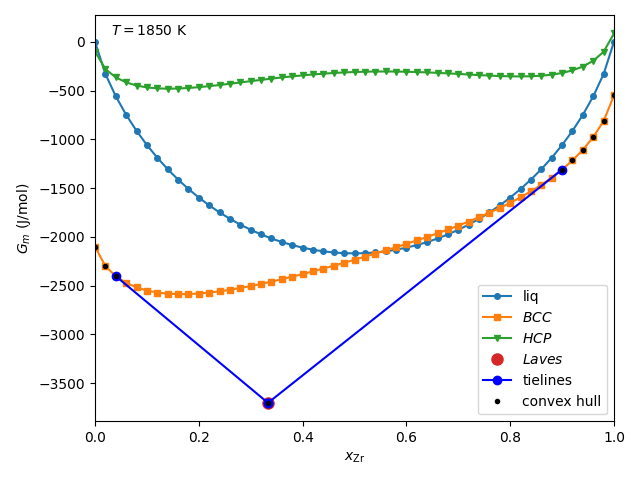 T = 1850 K
0
−500
−1000
−1500
−2000
−2500
−3000
−3500
G_m (J/mol)
0.0 0.2 0.4 0.6 0.8 1.0
x_Zr
liq
BCC
HCP
Laves
tielines
convex hull